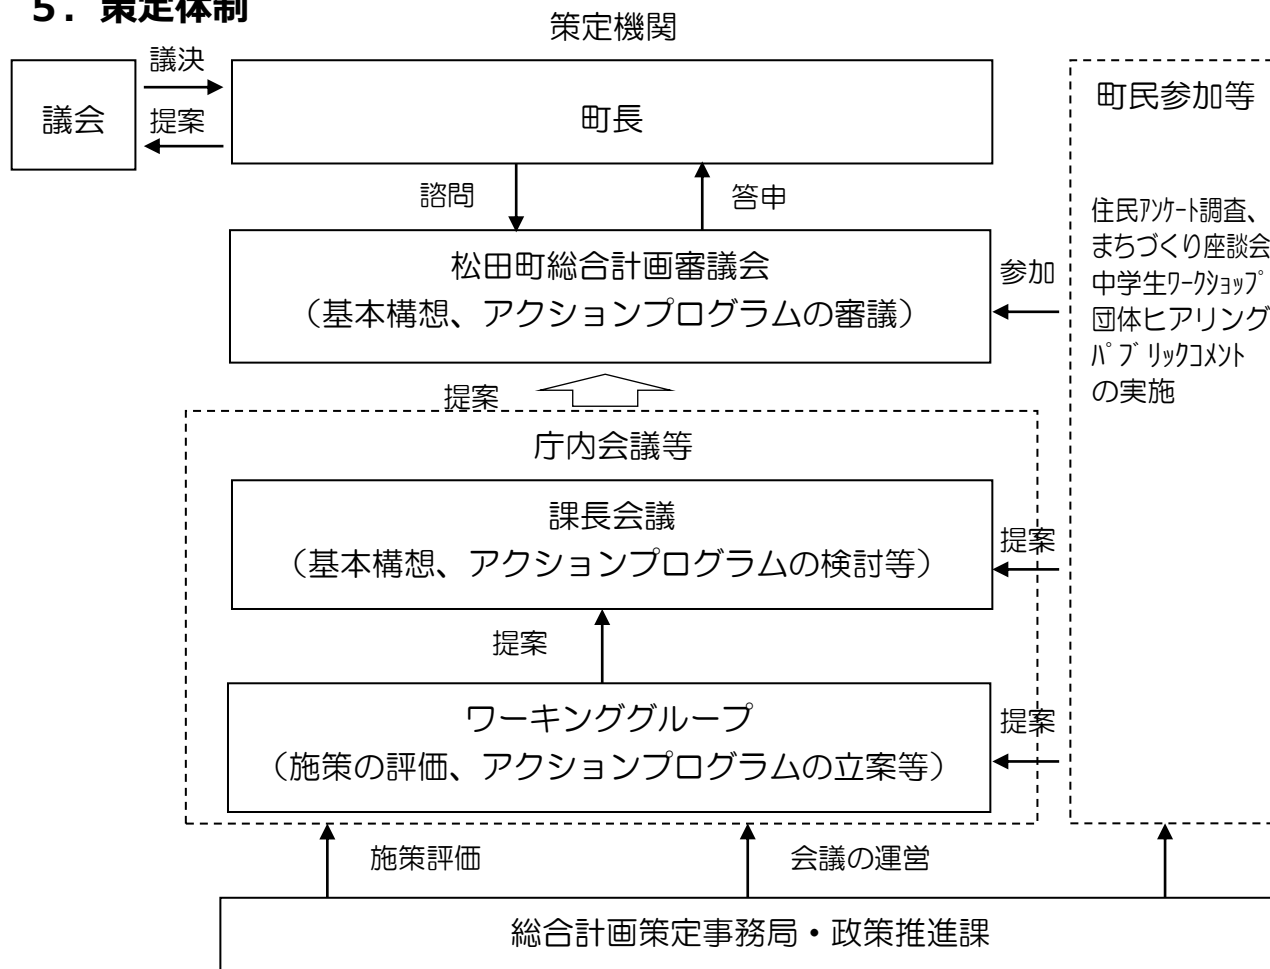 ５．策定体制
策定機関
議会
議決
提案
町長
諮問
答申
松田町総合計画審議会
（基本構想、アクションプログラムの審議）
参加
町民参加等
住民ｱﾝｹｰﾄ調査、
まちづくり座談会
中学生ﾜｰｸｼｮｯﾌﾟ
団体ヒアリング
ﾊﾟﾌﾞﾘｯｸｺﾒﾝﾄ
の実施
提案
庁内会議等
課長会議
（基本構想、アクションプログラムの検討等）
提案
提案
ワーキンググループ
（施策の評価、アクションプログラムの立案等）
提案
施策評価
会議の運営
総合計画策定事務局・政策推進課